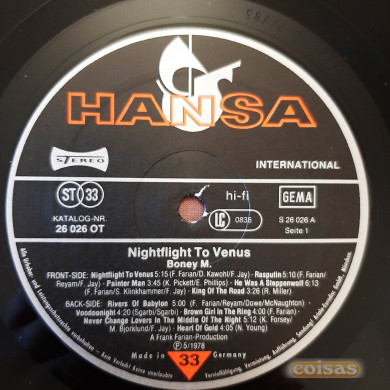 HANSA
STEREO
INTERNATIONAL
ST 33
hi-fi
LC 0835
GEMA
KATALOG-NR.
26 026 OT
S 26 026 A
Seite 1
Nightflight To Venus
Boney M.
FRONT-SIDE: Nightflight To Venus 5:15 (F. Farian/D. Kawohl/F. Jay) - Rasputin 5:50 (F. Farian/
Reyam/F. Jay) - Painter Man 3:45 (K. Pickett/E. Phillips) - He Was A Steppenwolf 6:13
(F. Farian/S. Klinkhammer/F. Jay) - King Of The Road 3:26 (R. Miller)
BACK-SIDE: Rivers Of Babylon 5:00 (F. Farian/Reyam/Dowe/McNaughton)
Voodoonight 4:20 (Sgarbi/Sgarbi) - Brown Girl In The Ring 4:00 (F. Farian)
Never Change Lovers In The Middle Of The Night 5:12 (K. Forsey/
M. Bjorklund/F. Jay) - Heart Of Gold 4:05 (N. Young)
A Frank Farian-Production
℗ 5/1978
Made in Germany
33
coisas